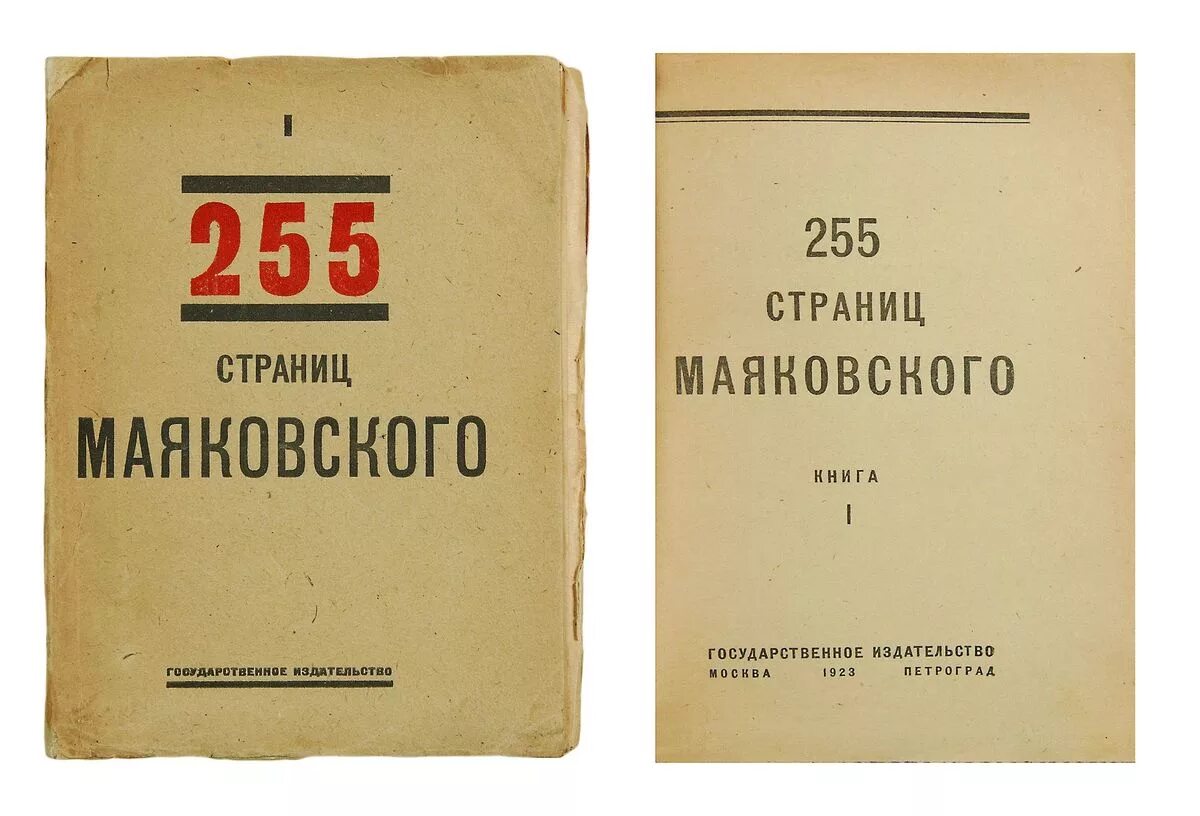 I
255
СТРАНИЦ
МАЯКОВСКОГО
ГОСУДАРСТВЕННОЕ ИЗДАТЕЛЬСТВО
255
СТРАНИЦ
МАЯКОВСКОГО
КНИГА
I
ГОСУДАРСТВЕННОЕ ИЗДАТЕЛЬСТВО
МОСКВА 1923 ПЕТРОГРАД